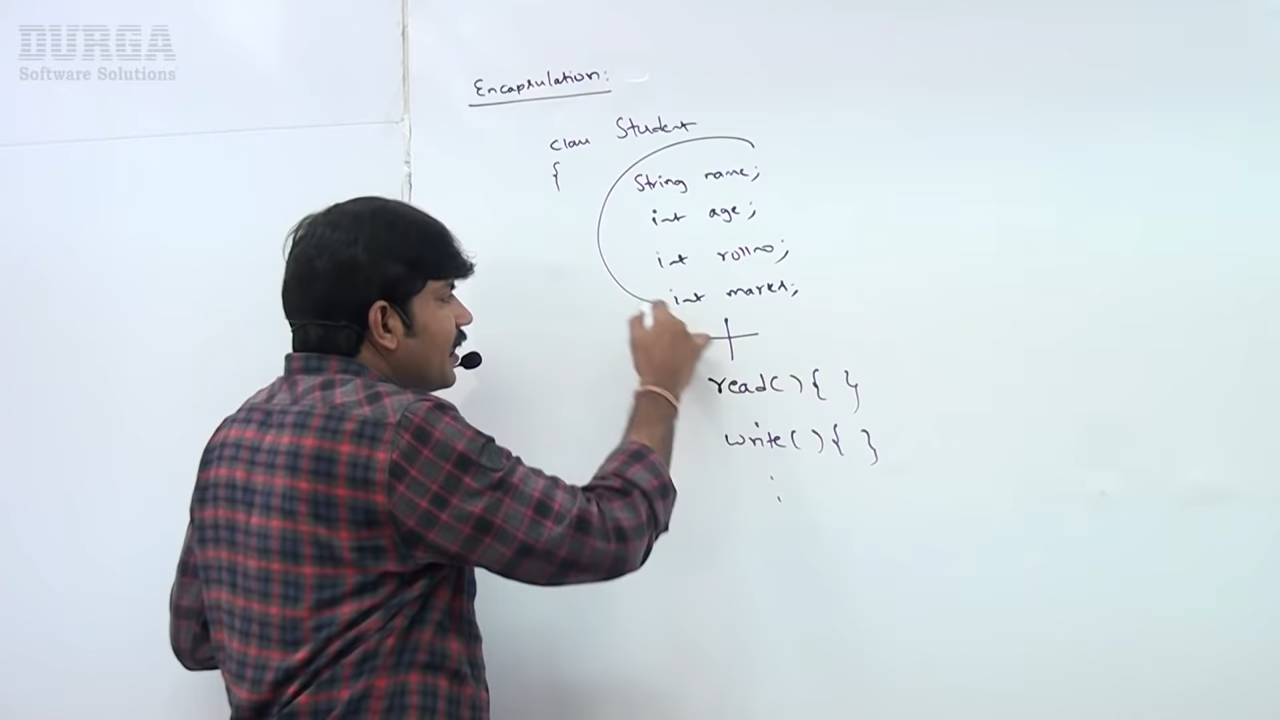 DURGA
Software Solutions
Encapsulation:
class Student
{
String name;
int age;
int rollno;
int marks;
+
read() { }
write() { }
: